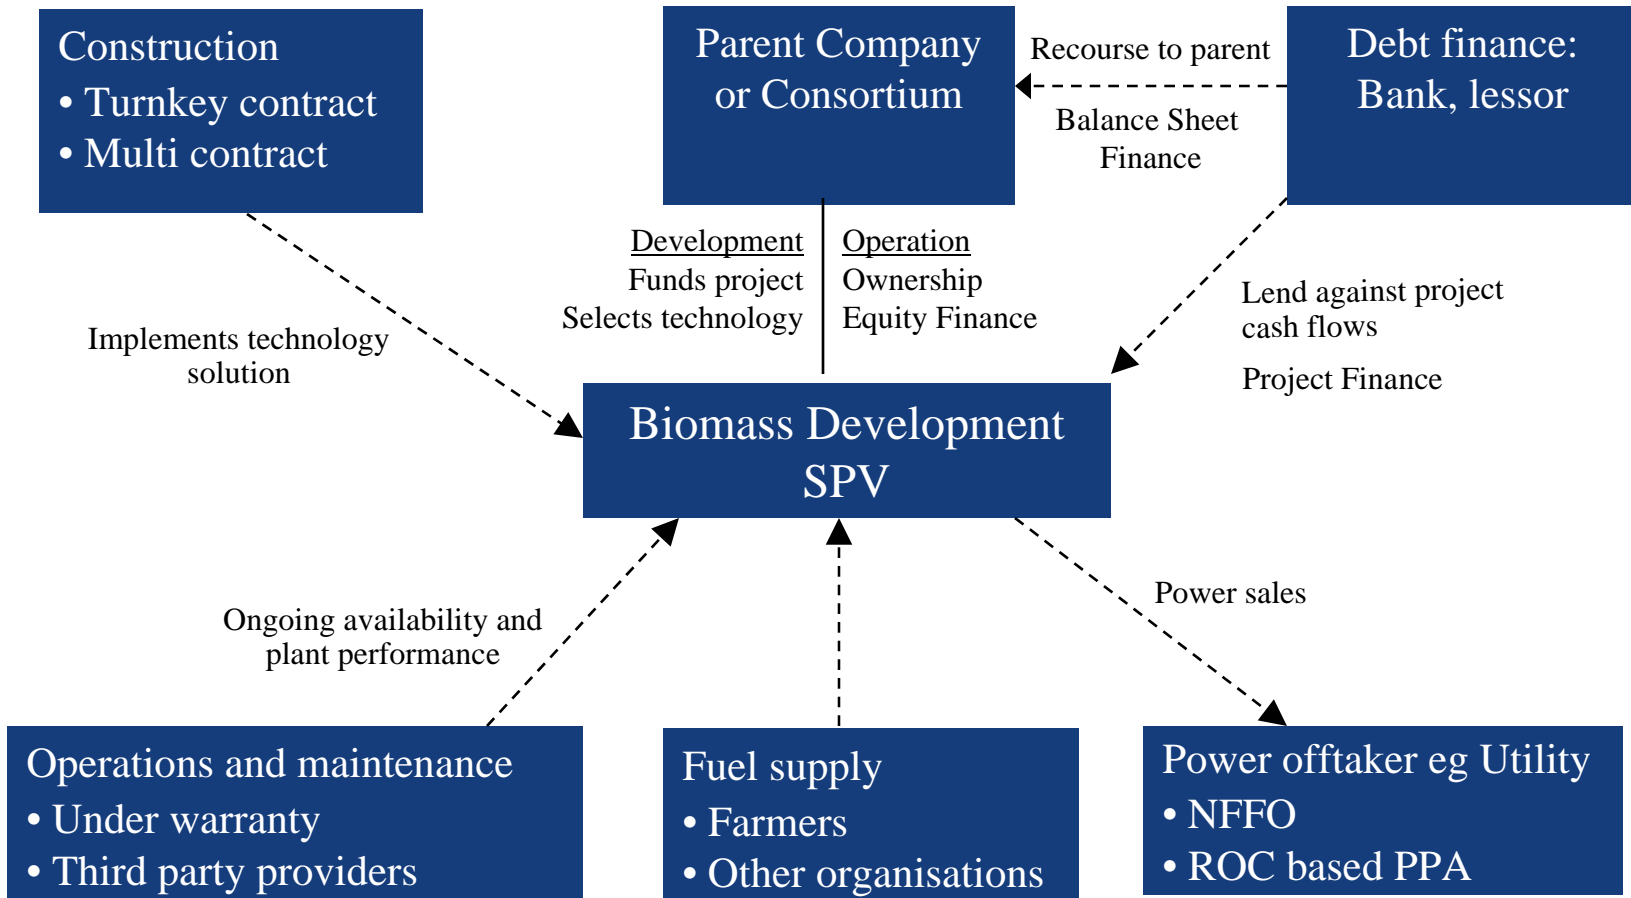 Construction
• Turnkey contract
• Multi contract
Parent Company
or Consortium
Recourse to parent
Balance Sheet
Finance
Debt finance:
Bank, lessor
Development
Funds project
Selects technology
Operation
Ownership
Equity Finance
Implements technology
solution
Lend against project
cash flows
Project Finance
Biomass Development
SPV
Ongoing availability and
plant performance
Power sales
Operations and maintenance
• Under warranty
• Third party providers
Fuel supply
• Farmers
• Other organisations
Power offtaker eg Utility
• NFFO
• ROC based PPA